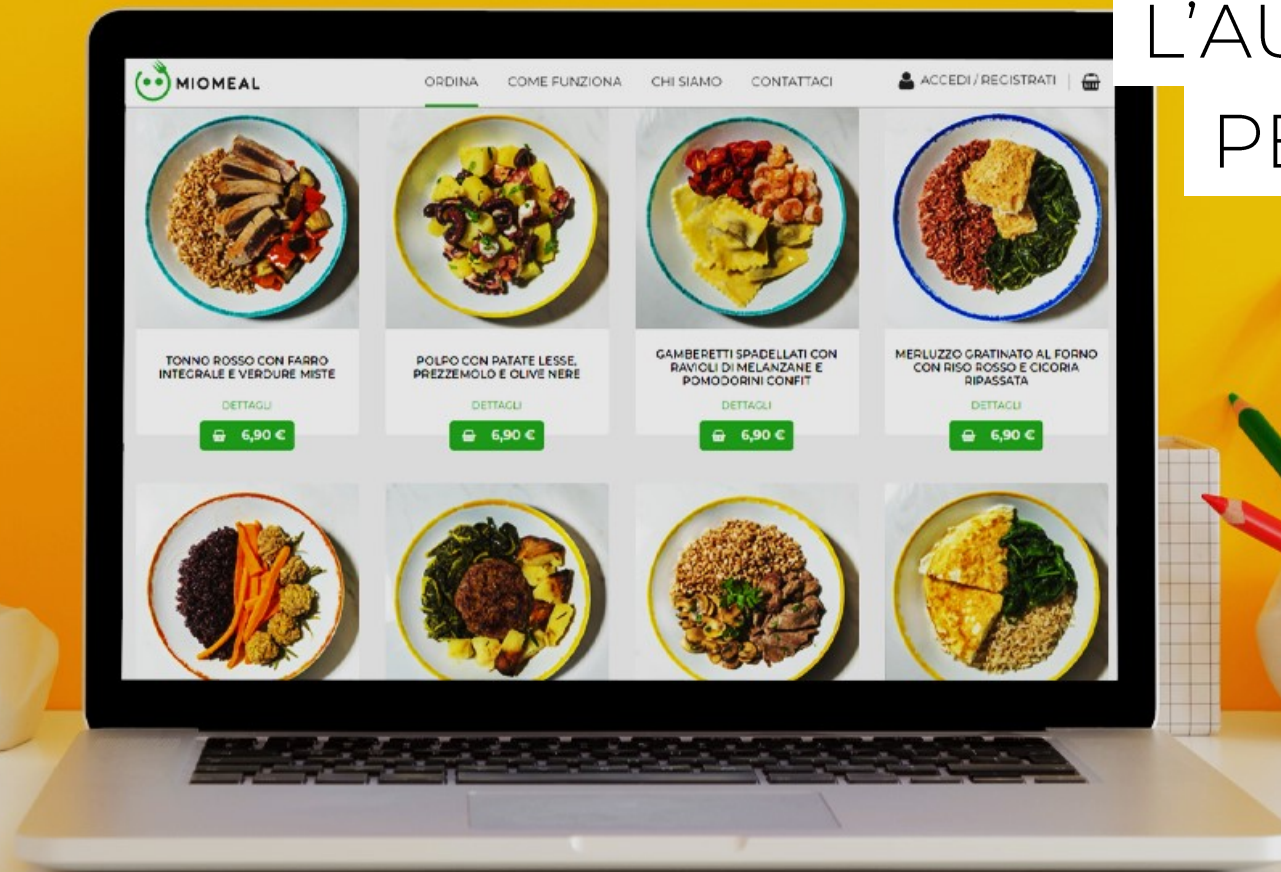 L'AU
PE
MIOMEAL
ORDINA COME FUNZIONA CHI SIAMO CONTATTACI ACCEDI / REGISTRATI
TONNO ROSSO CON FARRO
INTEGRALE E VERDURE MISTE
DETTAGLI
6,90 €
POLPO CON PATATE LESSE,
PREZZEMOLO E OLIVE NERE
DETTAGLI
6,90 €
GAMBERETTI SPADELLATI CON
RAVIOLI DI MELANZANE E
POMODORINI CONFIT
DETTAGLI
6,90 €
MERLUZZO GRATINATO AL FORNO
CON RISO ROSSO E CICORIA
RIPASSATA
DETTAGLI
6,90 €